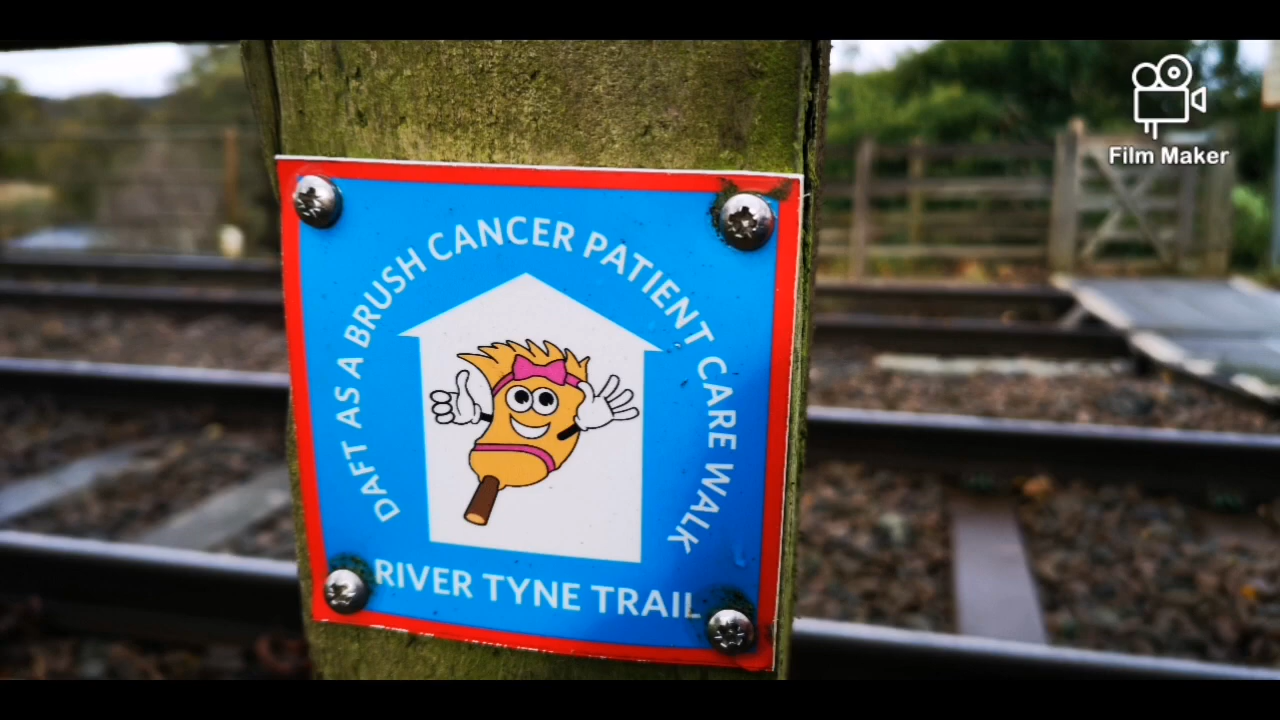 Film Maker
DAFT AS A BRUSH CANCER PATIENT CARE WALK
RIVER TYNE TRAIL